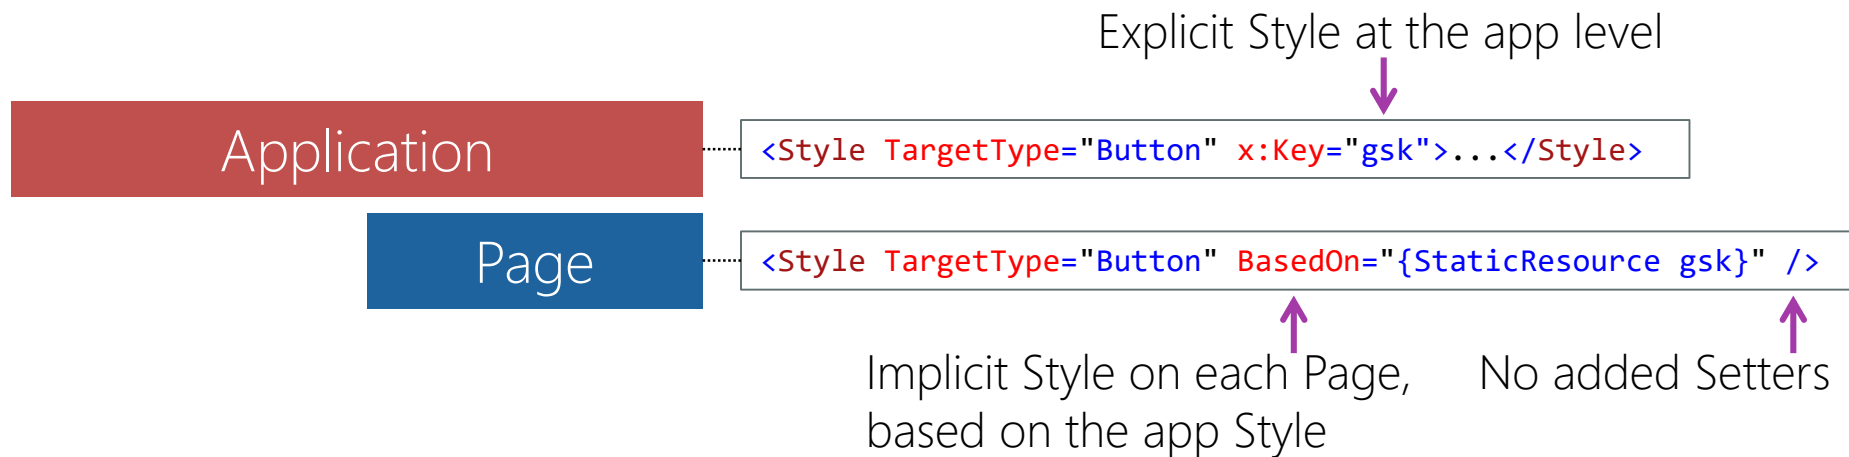 Explicit Style at the app level
Application
<Style TargetType="Button" x:Key="gsk">...</Style>
Page
<Style TargetType="Button" BasedOn="{StaticResource gsk}" />
Implicit Style on each Page,
based on the app Style
No added Setters